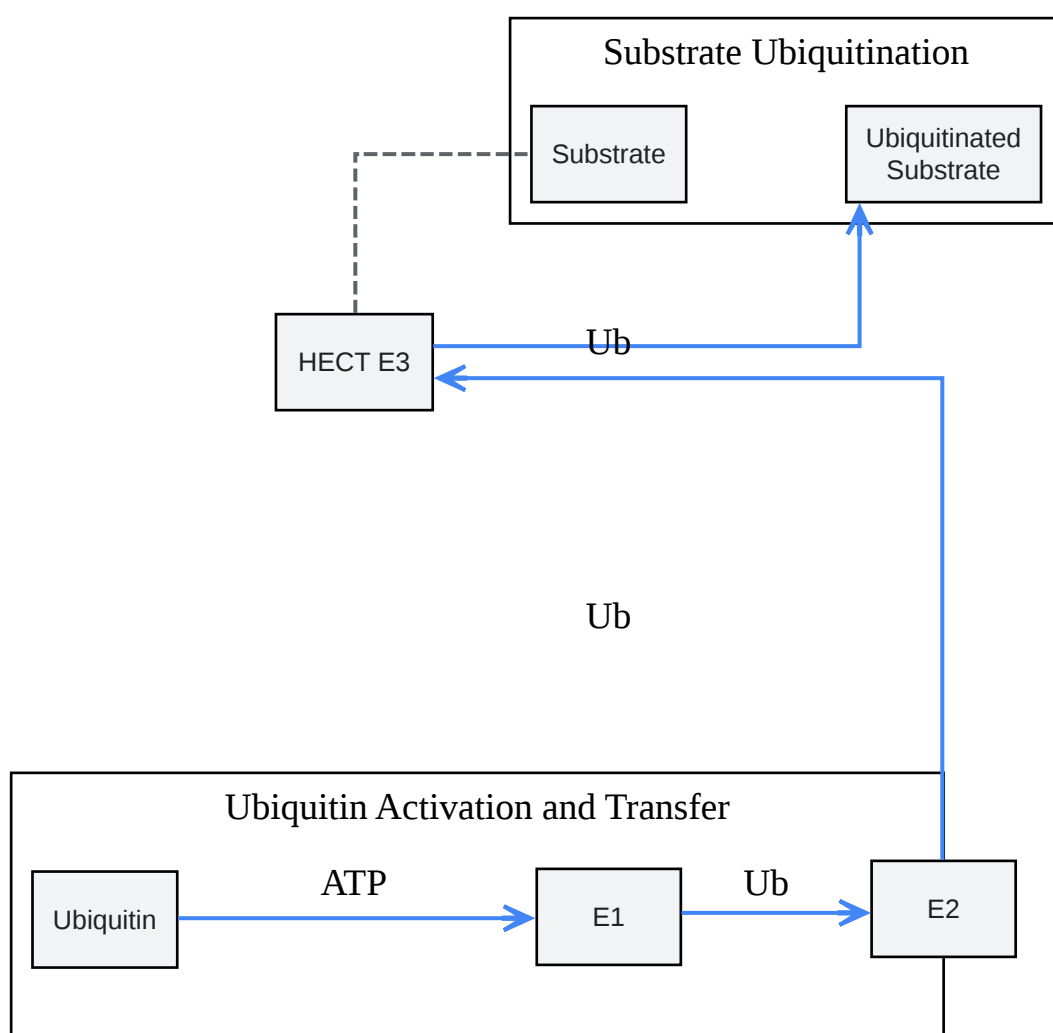 Substrate Ubiquitination
Substrate
Ubiquitinated
Substrate
Ub
HECT E3
Ub
Ubiquitin Activation and Transfer
ATP
Ub
Ubiquitin
E1
E2